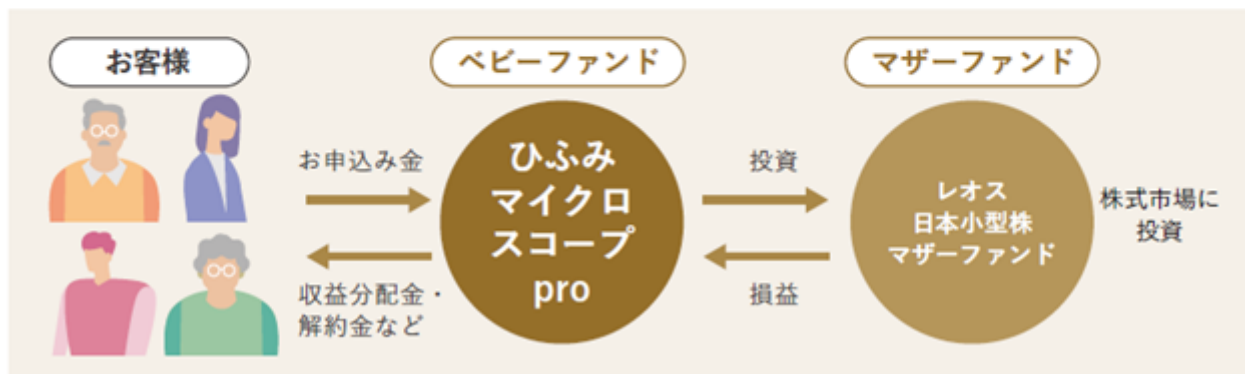 お客様
ベビーファンド
マザーファンド
お申込み金
収益分配金・
解約金など
ひふみ
マイクロ
スコープ
pro
投資
損益
レオス
日本小型株
マザーファンド
株式市場に
投資